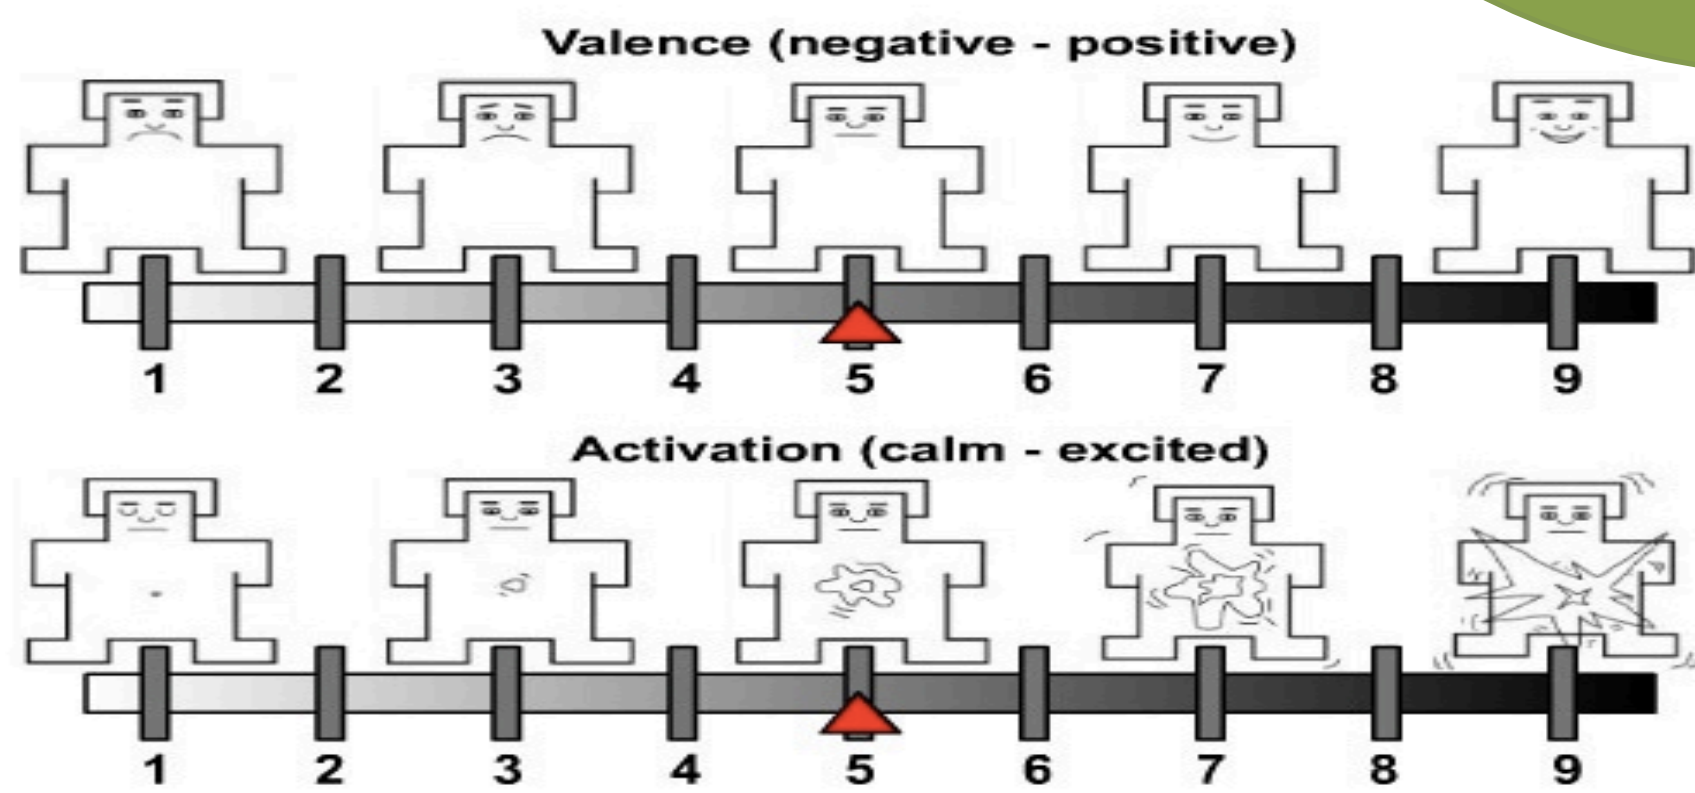 Valence (negative - positive)
1 2 3 4 5 6 7 8 9
Activation (calm - excited)
1 2 3 4 5 6 7 8 9